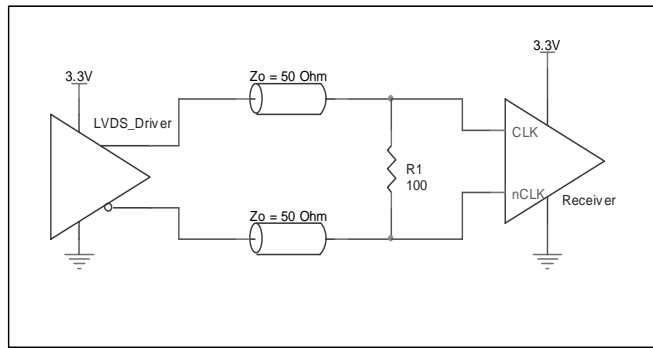 3.3V
LVDS_Driver
Zo = 50 Ohm
Zo = 50 Ohm
R1
100
3.3V
CLK
nCLK
Receiver